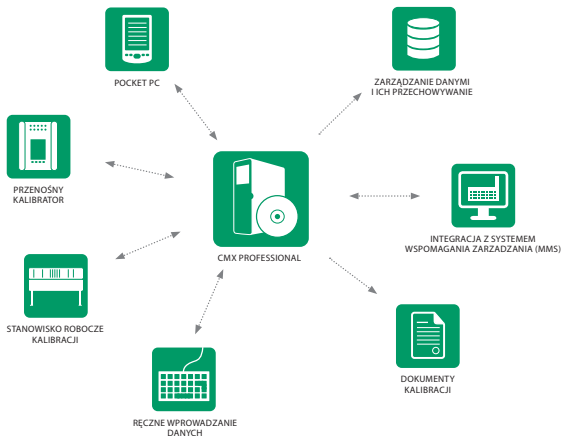 POCKET PC
ZARZĄDZANIE DANYMI
I ICH PRZECHOWYWANIE
PRZENOŚNY
KALIBRATOR
INTEGRACJA Z SYSTEMEM
WSPOMAGANIA ZARZADZANIA (MMS)
CMX PROFESSIONAL
STANOWISKO ROBOCZE
KALIBRACJI
DOKUMENTY
KALIBRACJI
RĘCZNE WPROWADZANIE
DANYCH